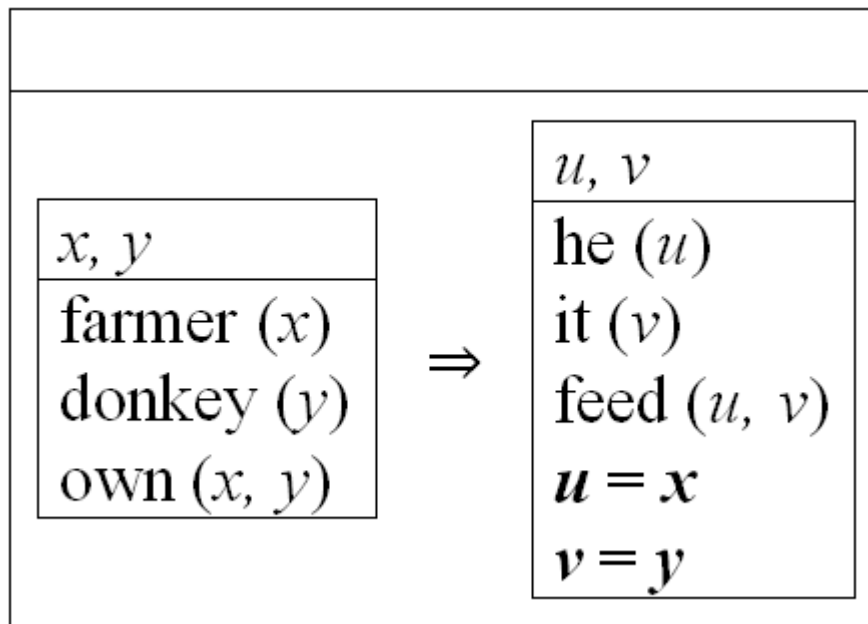 x, y
farmer (x)
donkey (y)
own (x, y)
⇒
u, v
he (u)
it (v)
feed (u, v)
u = x
v = y